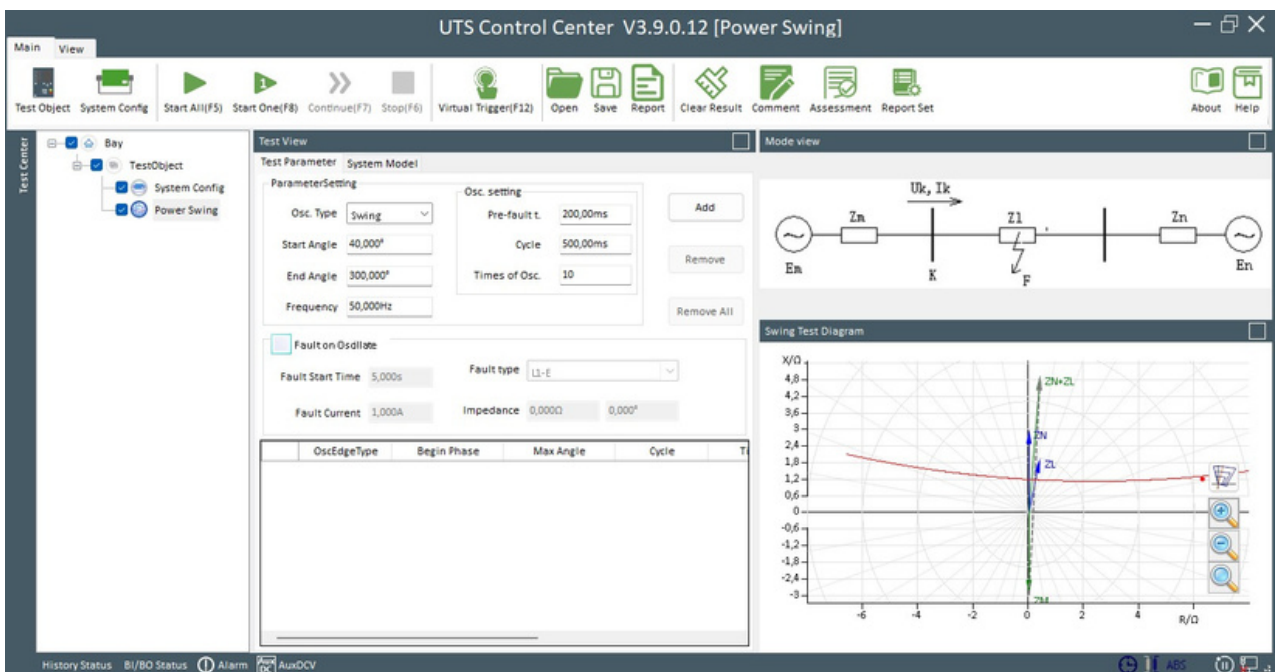 UTS Control Center V3.9.0.12 [Power Swing]
Main View
Test Object System Config Start All(F5) Start One(F8) Continue(F7) Stop(F6) Virtual Trigger(F12) Open Save Report Clear Result Comment Assessment Report Set About Help
Test Center
Bay
TestObject
System Config
Power Swing
Test View
Test Parameter System Model
ParameterSetting
Osc. Type Swing
Start Angle 40,000°
End Angle 300,000°
Frequency 50,000Hz
Osc. setting
Pre-fault t. 200,00ms
Cycle 500,00ms
Times of Osc. 10
Add
Remove
Remove All
Fault on Osdllate
Fault Start Time 5,000s
Fault type L1-E
Fault Current 1,000A
Impedance 0,000Ω 0,000°
OscEdgeType Begin Phase Max Angle Cycle Ti
Mode view
Uk, Ik
Zm Zl Zn
Em K F En
Swing Test Diagram
X/Ω
4,8
4,2
3,6
3
2,4
1,8
1,2
0,6
0
-0,6
-1,2
-1,8
-2,4
-3
ZN+ZL
ZN
ZL
ZM
-6 -4 -2 0 2 4
R/Ω
History Status BI/BO Status Alarm Aux DC AuxDCV ABS